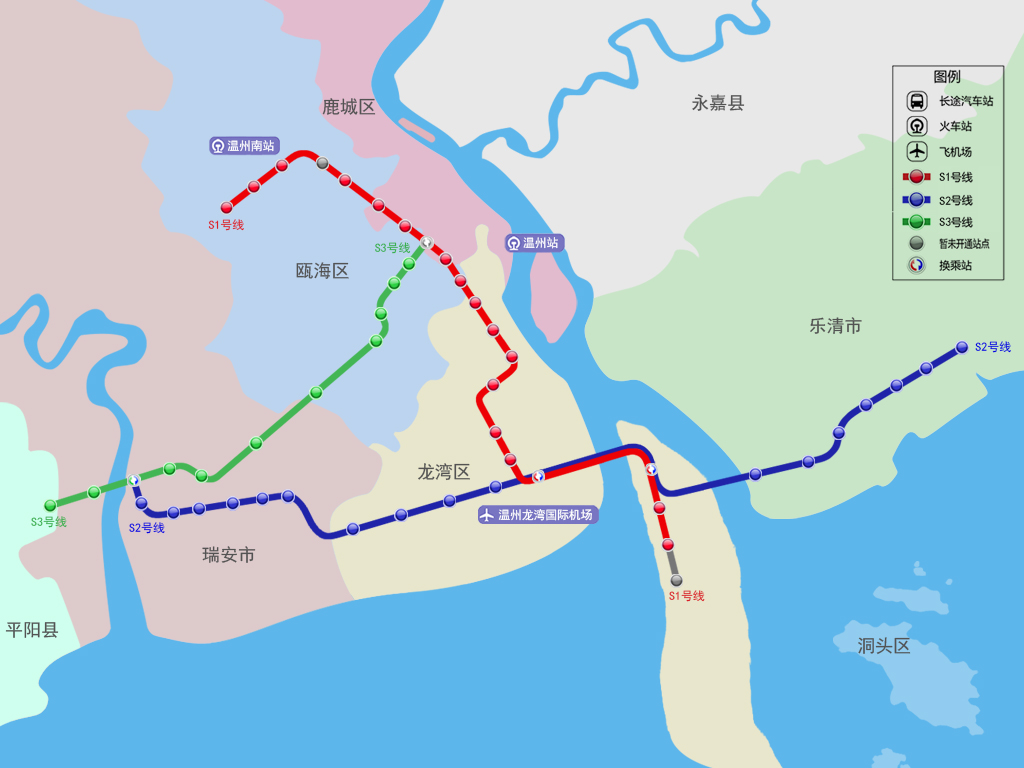 图例
长途汽车站
火车站
飞机场
S1号线
S2号线
S3号线
暂未开通站点
换乘站
鹿城区
永嘉县
温州南站
S1号线
S3号线
温州站
瓯海区
乐清市
S2号线
龙湾区
温州龙湾国际机场
S3号线
S2号线
瑞安市
S1号线
平阳县
洞头区